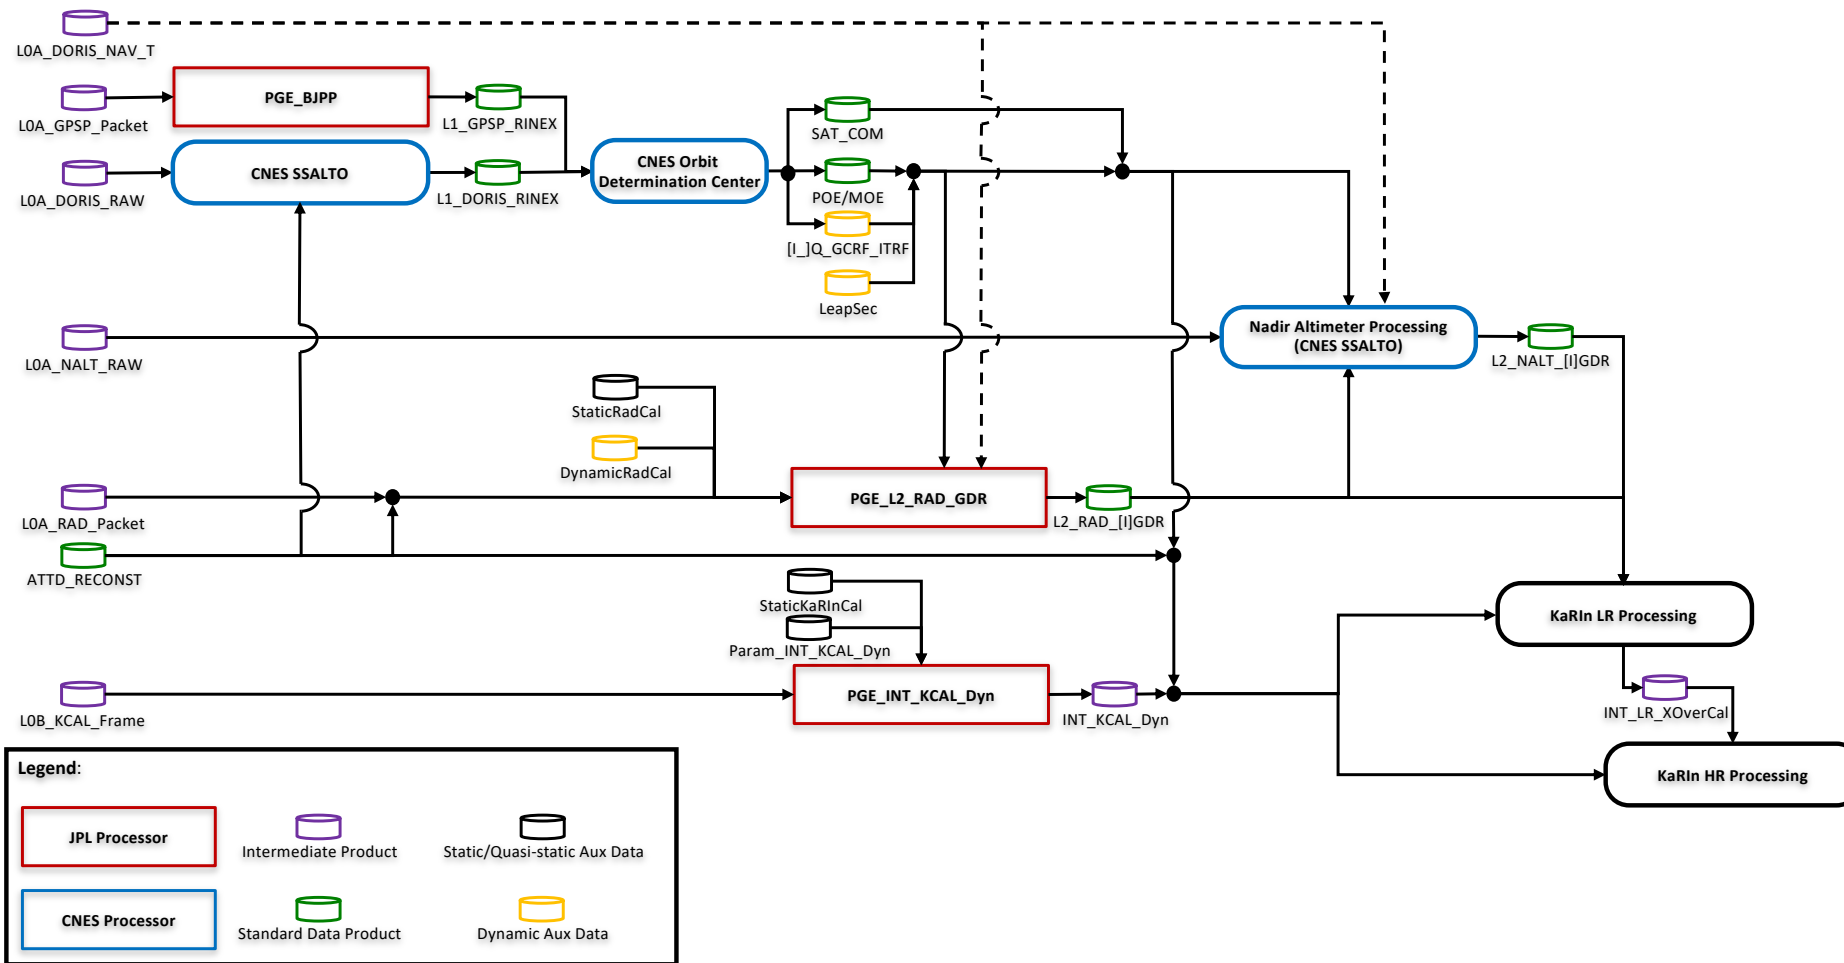 L0A_DORIS_NAV_T
L0A_GPSP_Packet
PGE_BJPP
L1_GPSP_RINEX
L0A_DORIS_RAW
CNES SSALTO
L1_DORIS_RINEX
CNES Orbit
Determination Center
SAT_COM
POE/MOE
[I_]Q_GCRF_ITRF
LeapSec
L0A_NALT_RAW
Nadir Altimeter Processing
(CNES SSALTO)
L2_NALT_[I]GDR
StaticRadCal
DynamicRadCal
L0A_RAD_Packet
PGE_L2_RAD_GDR
L2_RAD_[I]GDR
ATTD_RECONST
StaticKaRInCal
Param_INT_KCAL_Dyn
L0B_KCAL_Frame
PGE_INT_KCAL_Dyn
INT_KCAL_Dyn
KaRIn LR Processing
INT_LR_XOverCal
KaRIn HR Processing
Legend:
JPL Processor
Intermediate Product
Static/Quasi-static Aux Data
CNES Processor
Standard Data Product
Dynamic Aux Data